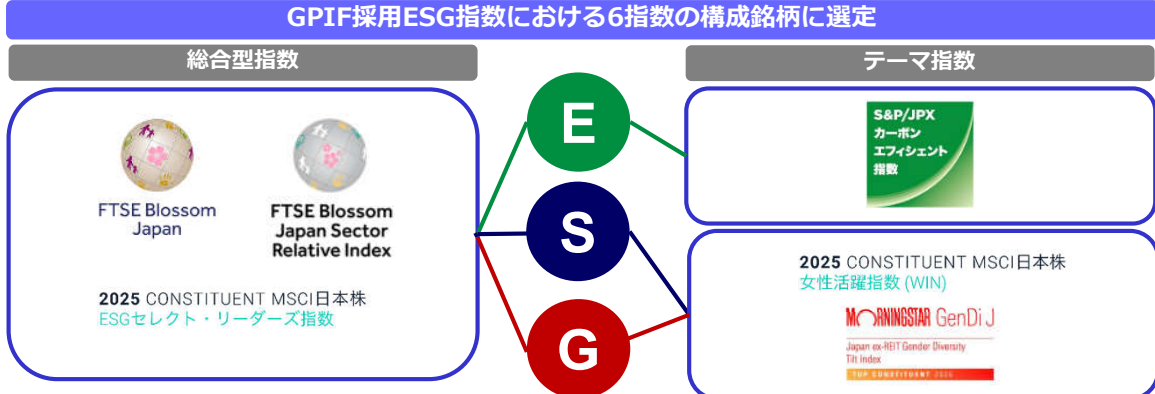 GPIF採用ESG指数における6指数の構成銘柄に選定
総合型指数
FTSE Blossom
Japan
FTSE Blossom
Japan Sector
Relative Index
2025 CONSTITUENT MSCI日本株
ESGセレクト・リーダーズ指数
E
S
G
テーマ指数
S&P/JPX
カーボン
エフィシェント
指数
2025 CONSTITUENT MSCI日本株
女性活躍指数 (WIN)
MORNINGSTAR GenDi J
Japan ex-REIT Gender Diversity
Tilt Index